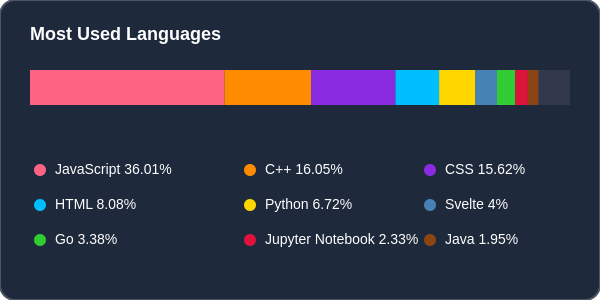 Most Used Languages
JavaScript 36.01%
C++ 16.05%
CSS 15.62%
HTML 8.08%
Python 6.72%
Svelte 4%
Go 3.38%
Jupyter Notebook 2.33%
Java 1.95%